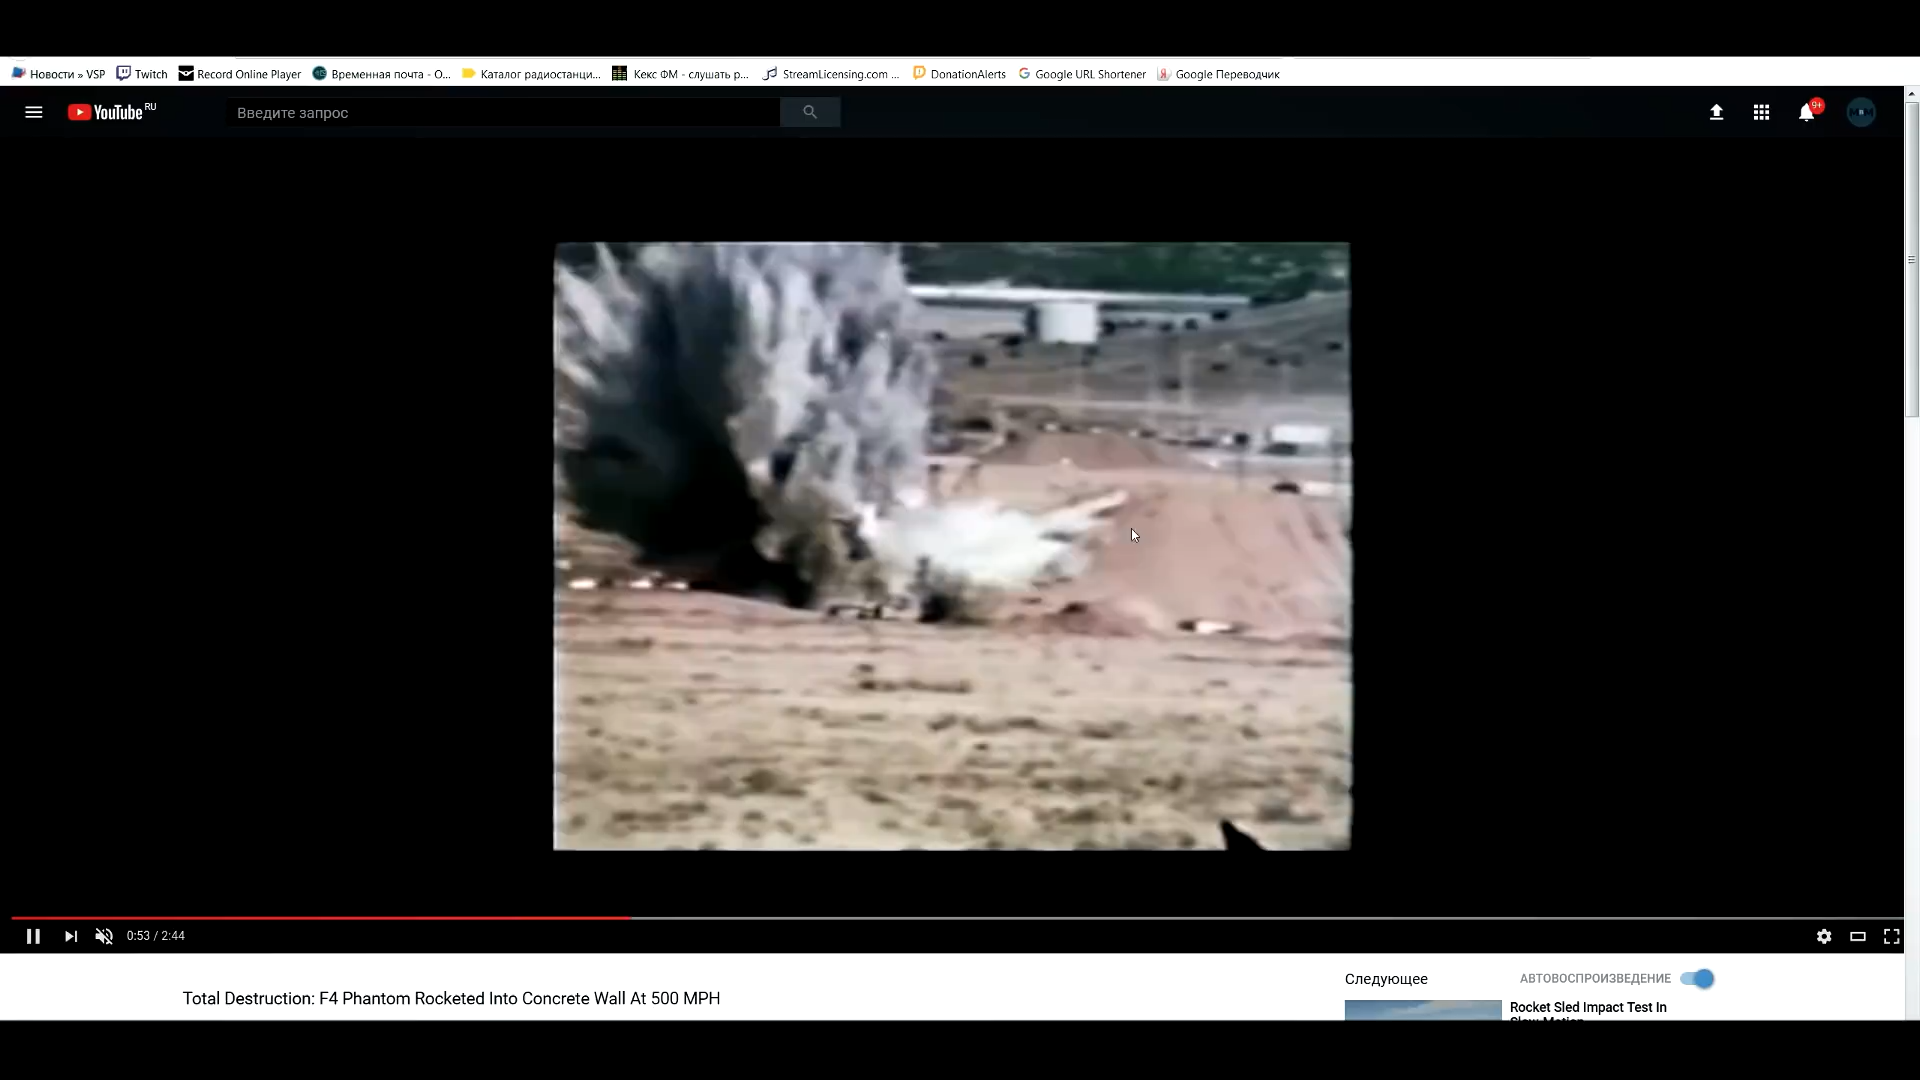 Новости » VSP Twitch Record Online Player Временная почта - О... Каталог радиостанци... Кекс ФМ - слушать р... StreamLicensing.com ... DonationAlerts Google URL Shortener Google Переводчик
YouTube RU Введите запрос 9+
0:53 / 2:44
Следующее АВТОВОСПРОИЗВЕДЕНИЕ
Total Destruction: F4 Phantom Rocketed Into Concrete Wall At 500 MPH
Rocket Sled Impact Test In
Slow Motion